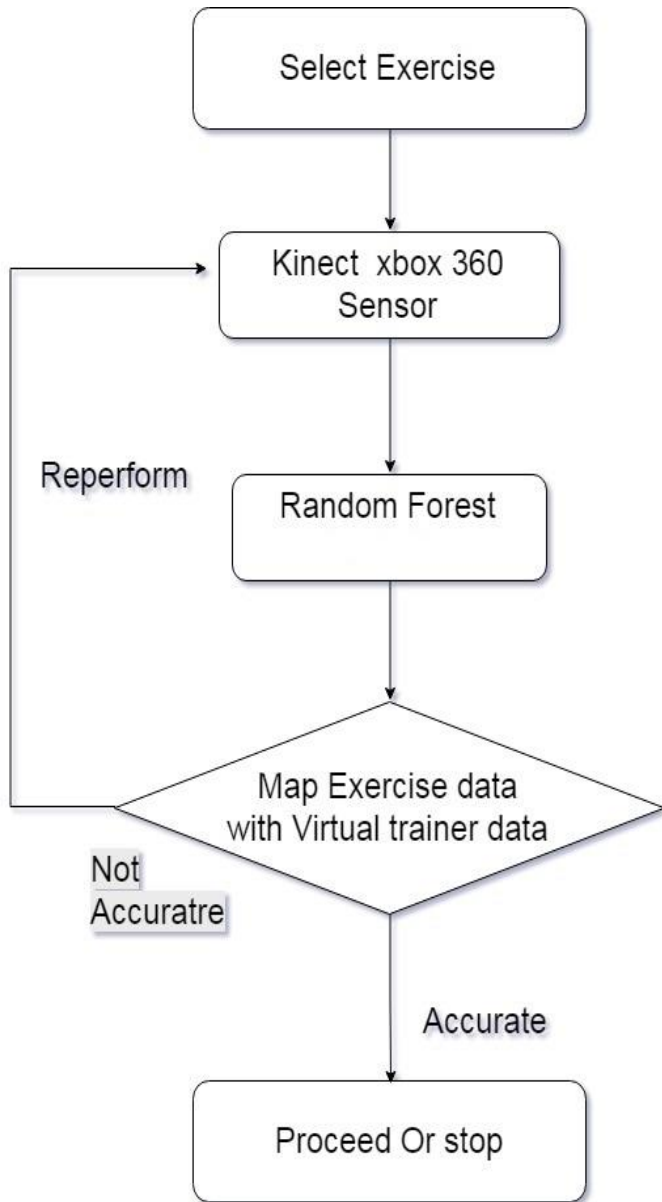 Select Exercise
Kinect xbox 360
Sensor
Reperform
Random Forest
Map Exercise data
with Virtual trainer data
Not
Accuratre
Accurate
Proceed Or stop